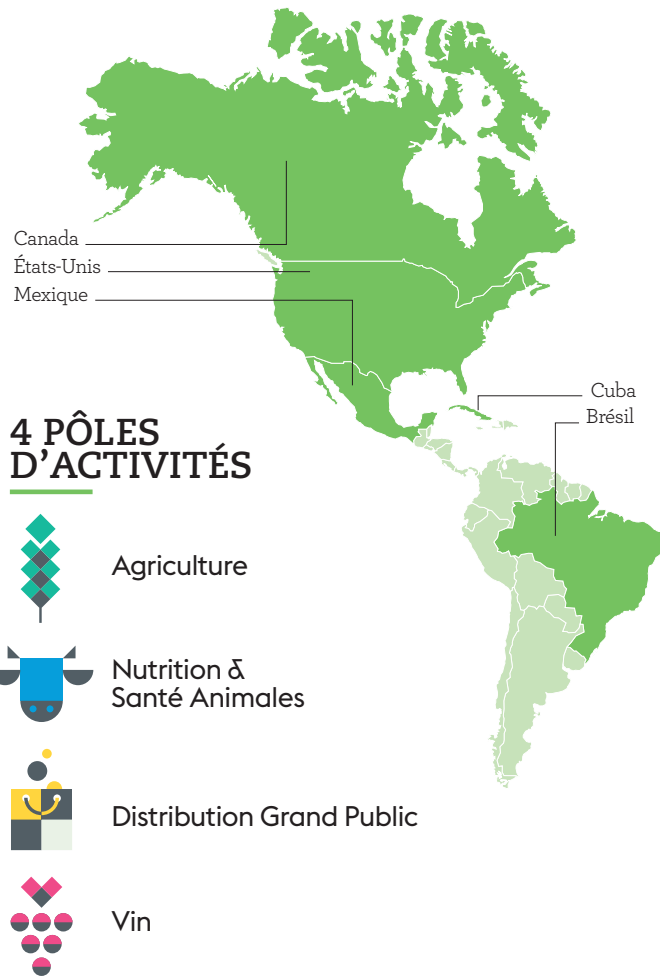 Canada
États-Unis
Mexique
Cuba
Brésil
4 PÔLES
D'ACTIVITÉS
Agriculture
Nutrition &
Santé Animales
Distribution Grand Public
Vin